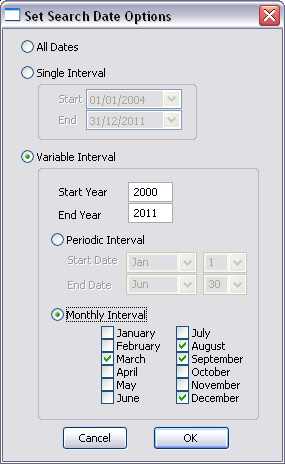 Set Search Date Options
All Dates
Single Interval
Start 01/01/2004
End 31/12/2011
Variable Interval
Start Year 2000
End Year 2011
Periodic Interval
Start Date Jan 1
End Date Jun 30
Monthly Interval
January July
February August
March September
April October
May November
June December
Cancel OK